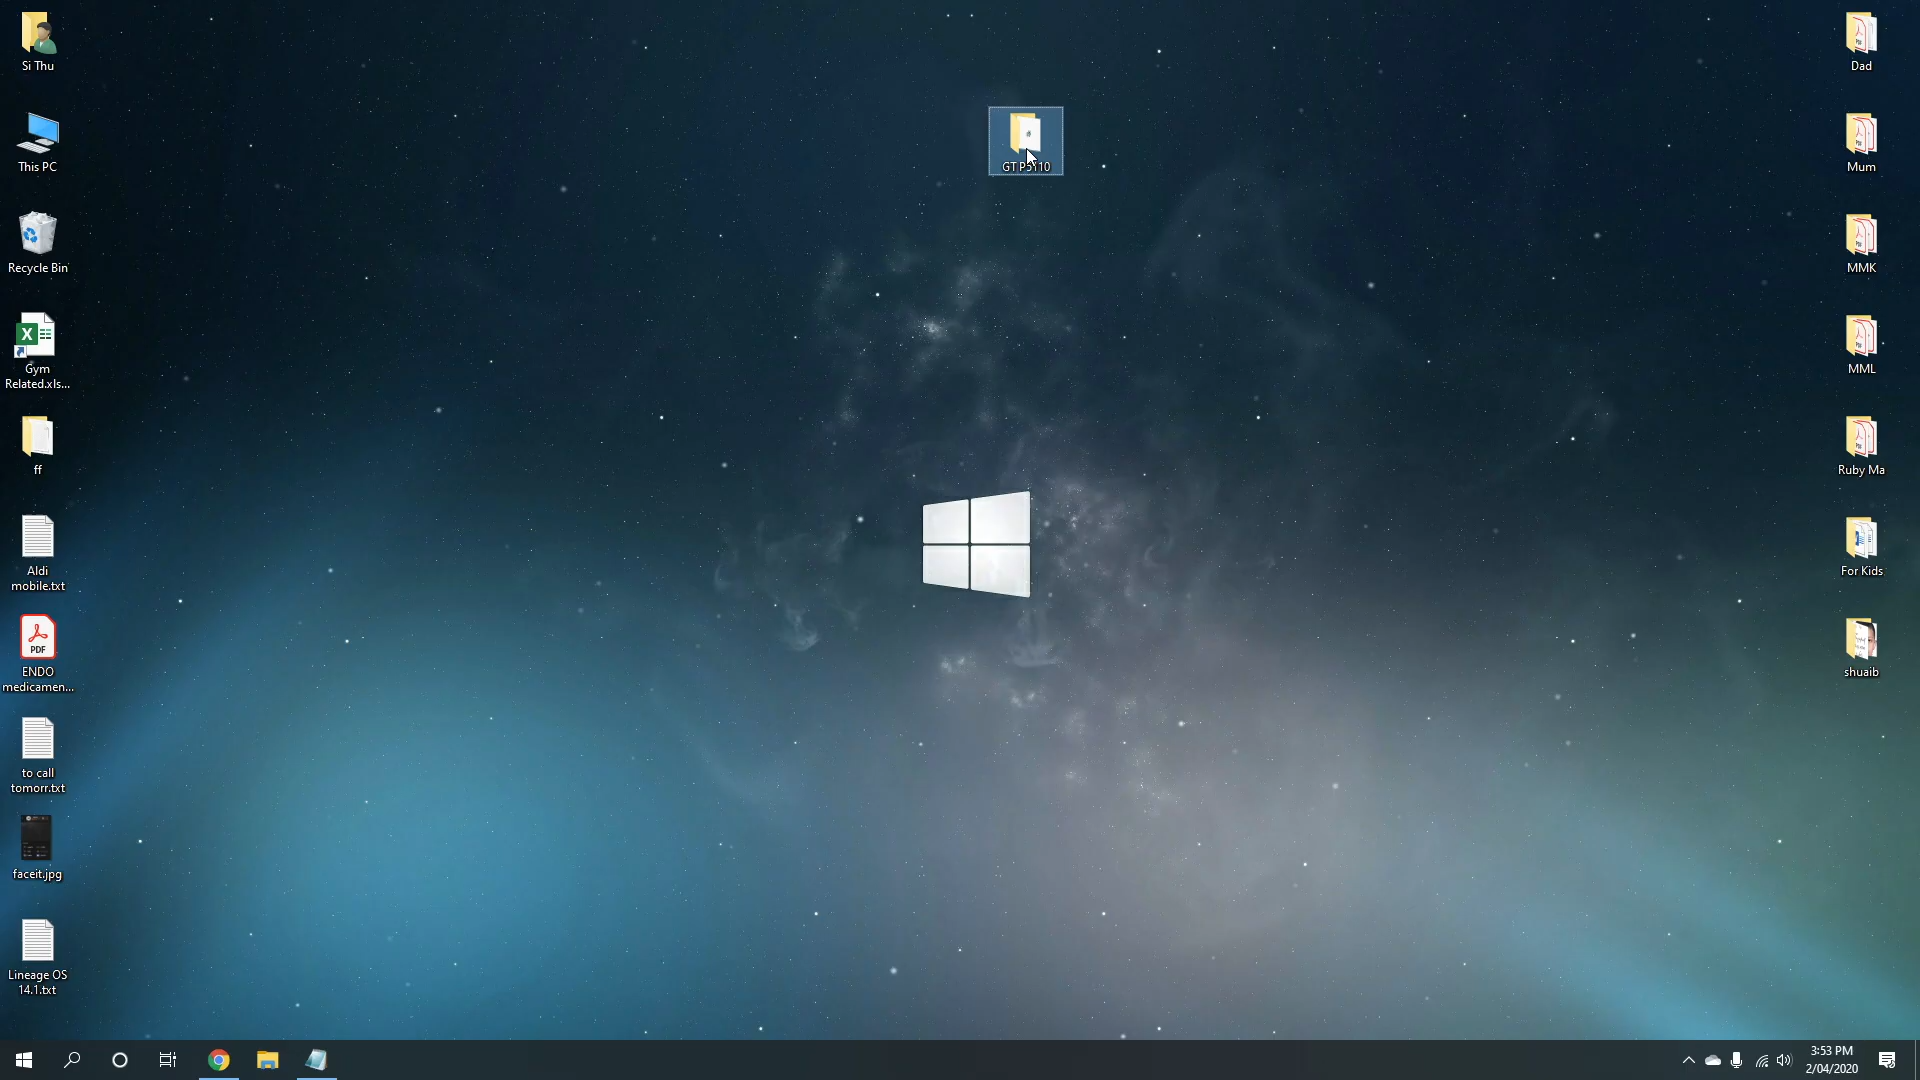 Si Thu
This PC
Recycle Bin
Gym
Related.xls...
ff
Aldi
mobile.txt
PDF
ENDO
medicamen...
to call
tomorr.txt
faceit.jpg
Lineage OS
14.1.txt
GT P5110
Dad
Mum
MMK
MML
Ruby Ma
For Kids
shuaib
3:53 PM
2/04/2020